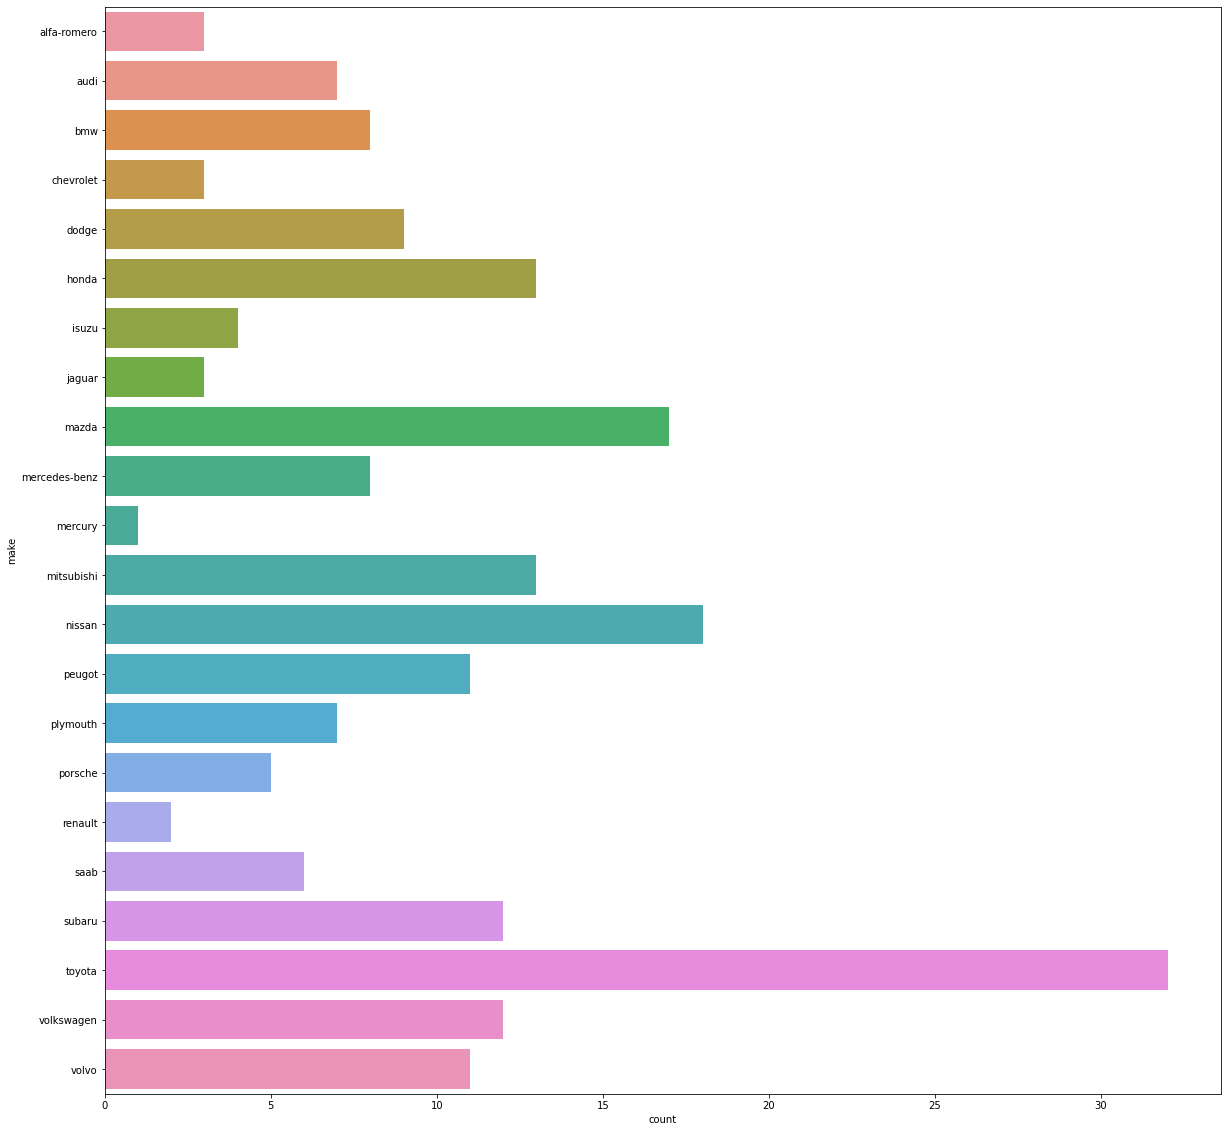 alfa-romero
audi
bmw
chevrolet
dodge
honda
isuzu
jaguar
mazda
mercedes-benz
mercury
make
mitsubishi
nissan
peugot
plymouth
porsche
renault
saab
subaru
toyota
volkswagen
volvo
0 5 10 15 20 25 30
count